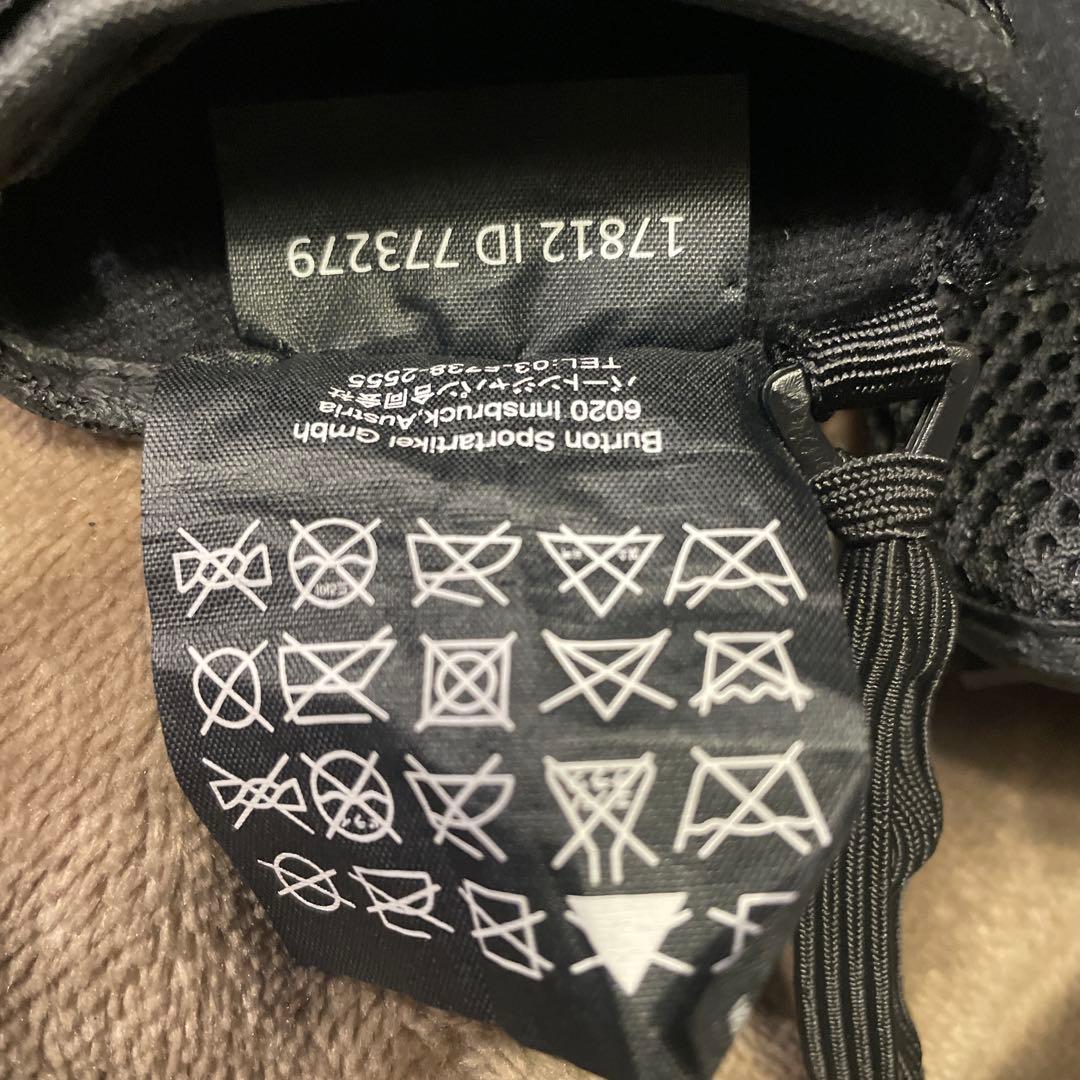 Burton Sportartikel Gmbh
6020 Innsbruck,Austria
バートンジャパン合同会社
TEL:03-5738-2555
17812 ID 773279